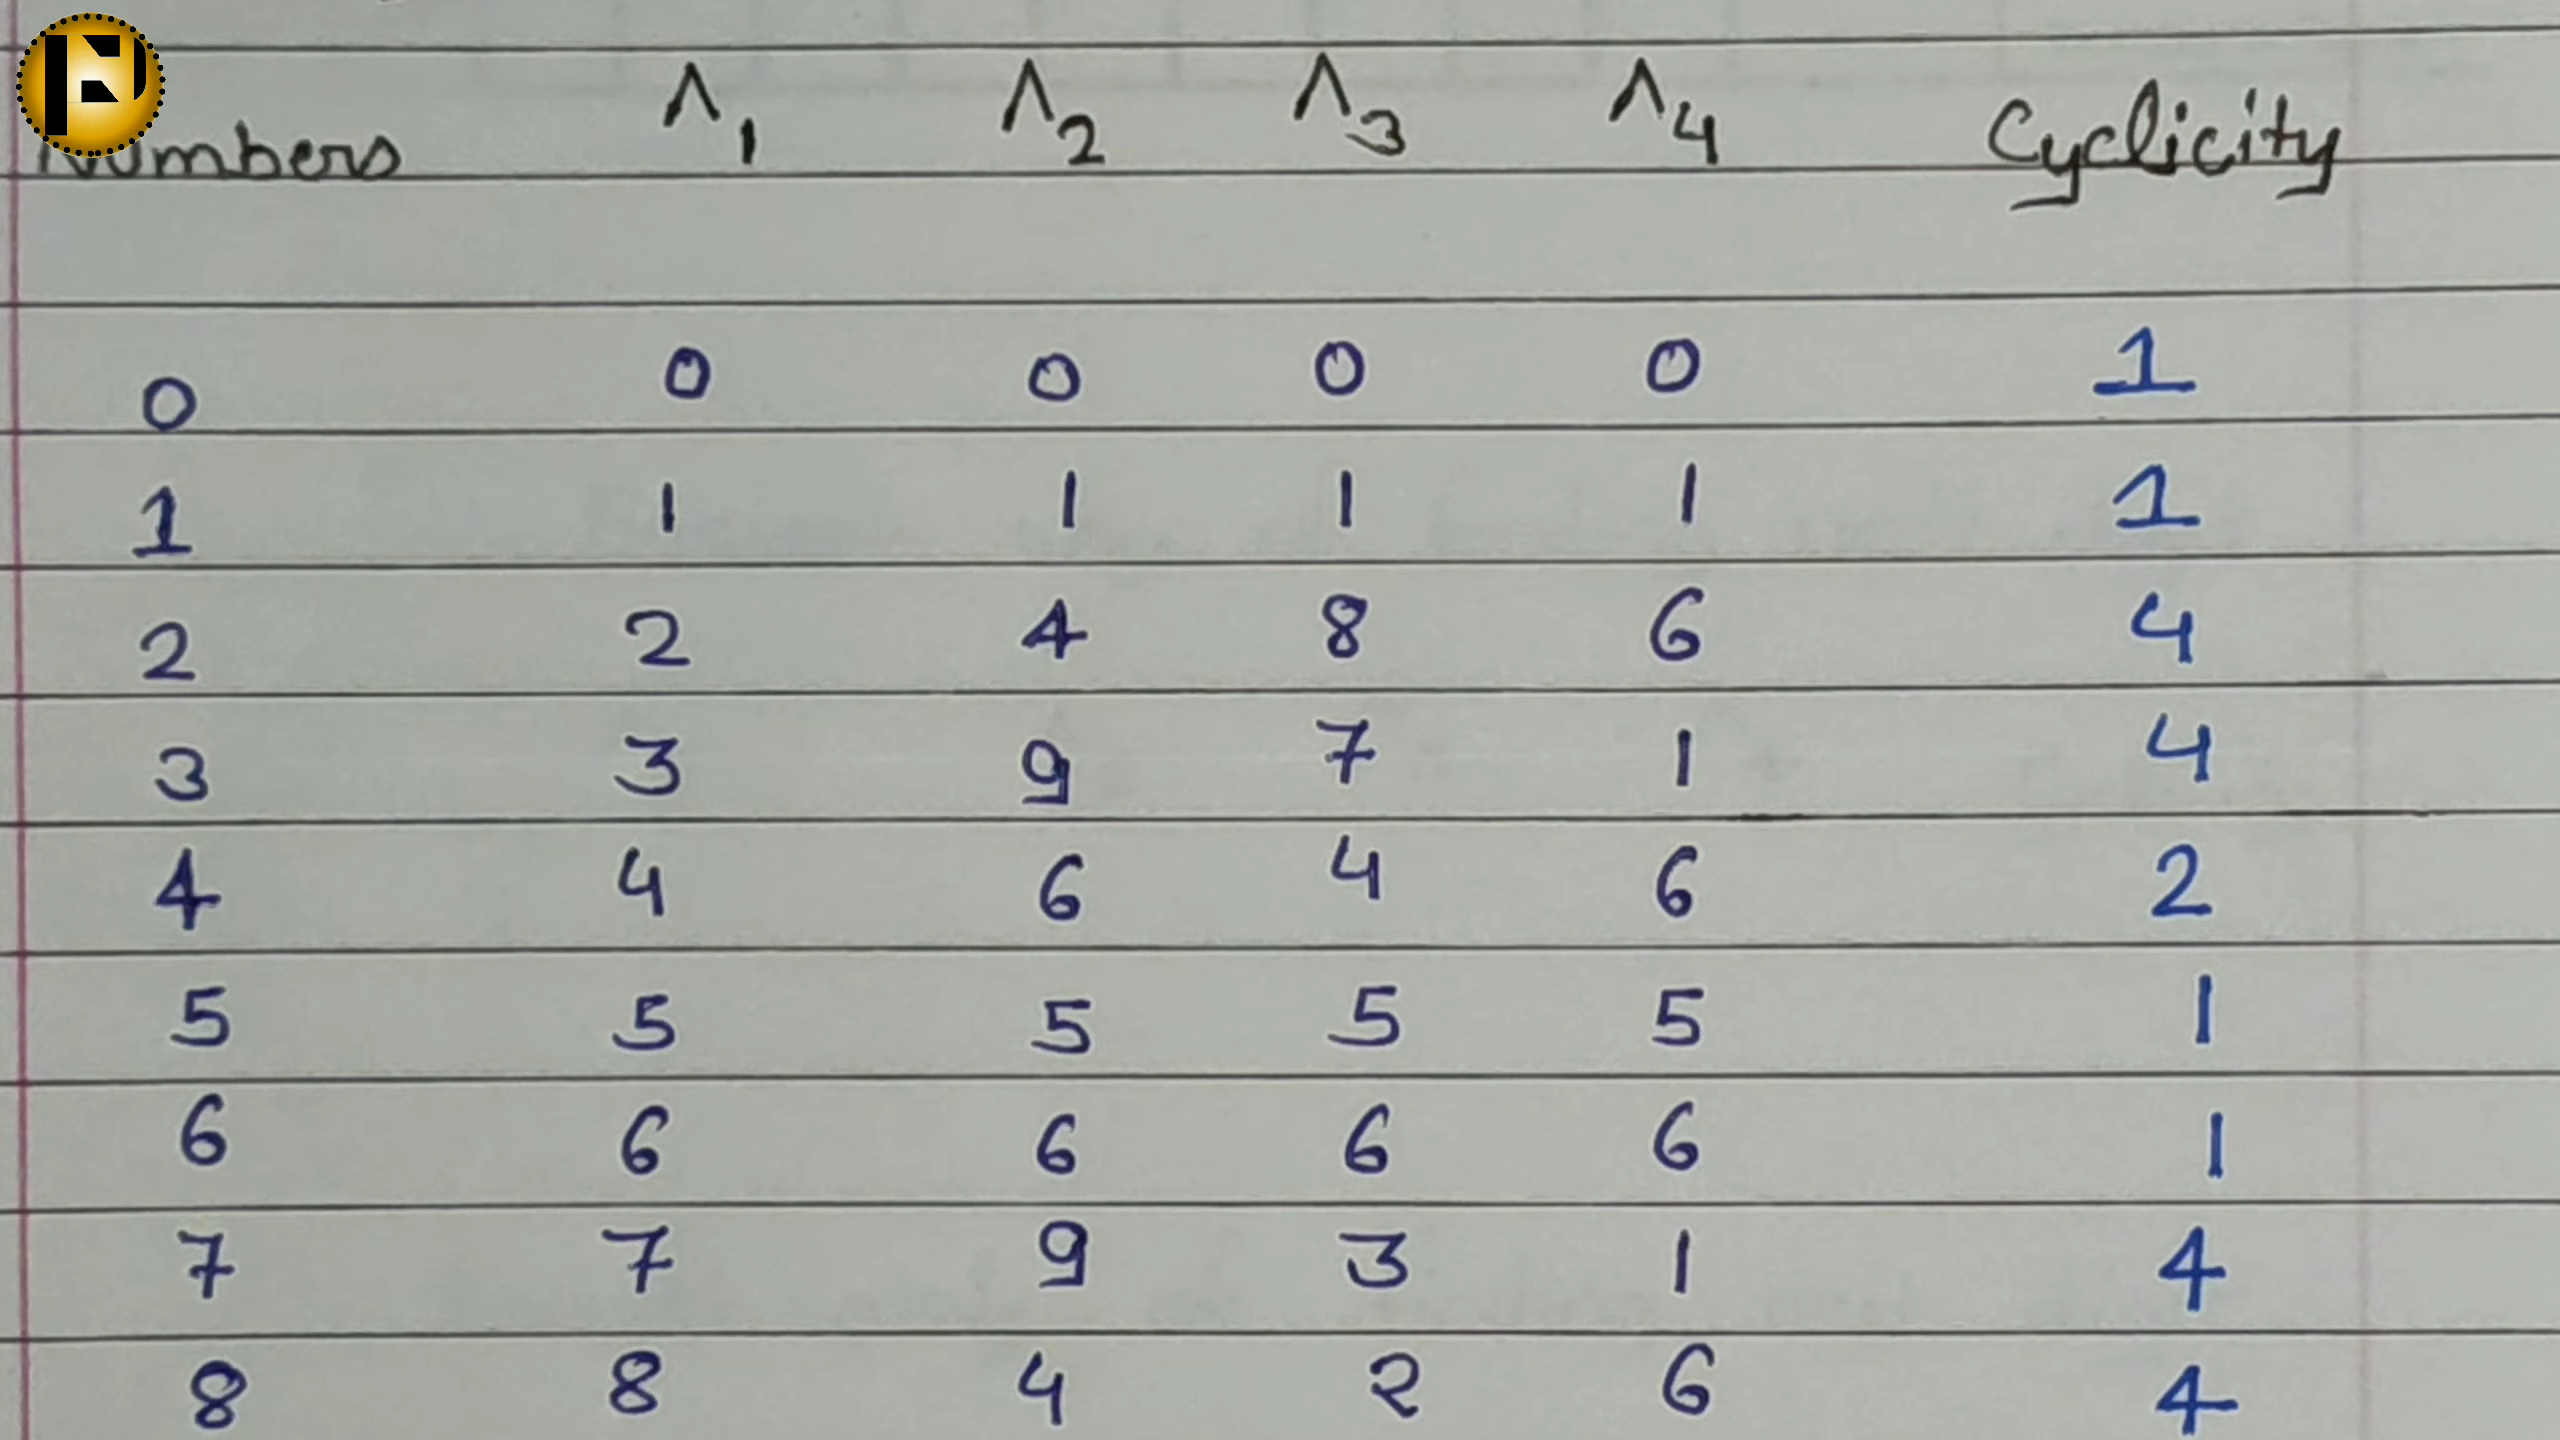 Numbers ^1 ^2 ^3 ^4 Cyclicity
0 0 0 0 0 1
1 1 1 1 1 1
2 2 4 8 6 4
3 3 9 7 1 4
4 4 6 4 6 2
5 5 5 5 5 1
6 6 6 6 6 1
7 7 9 3 1 4
8 8 4 2 6 4